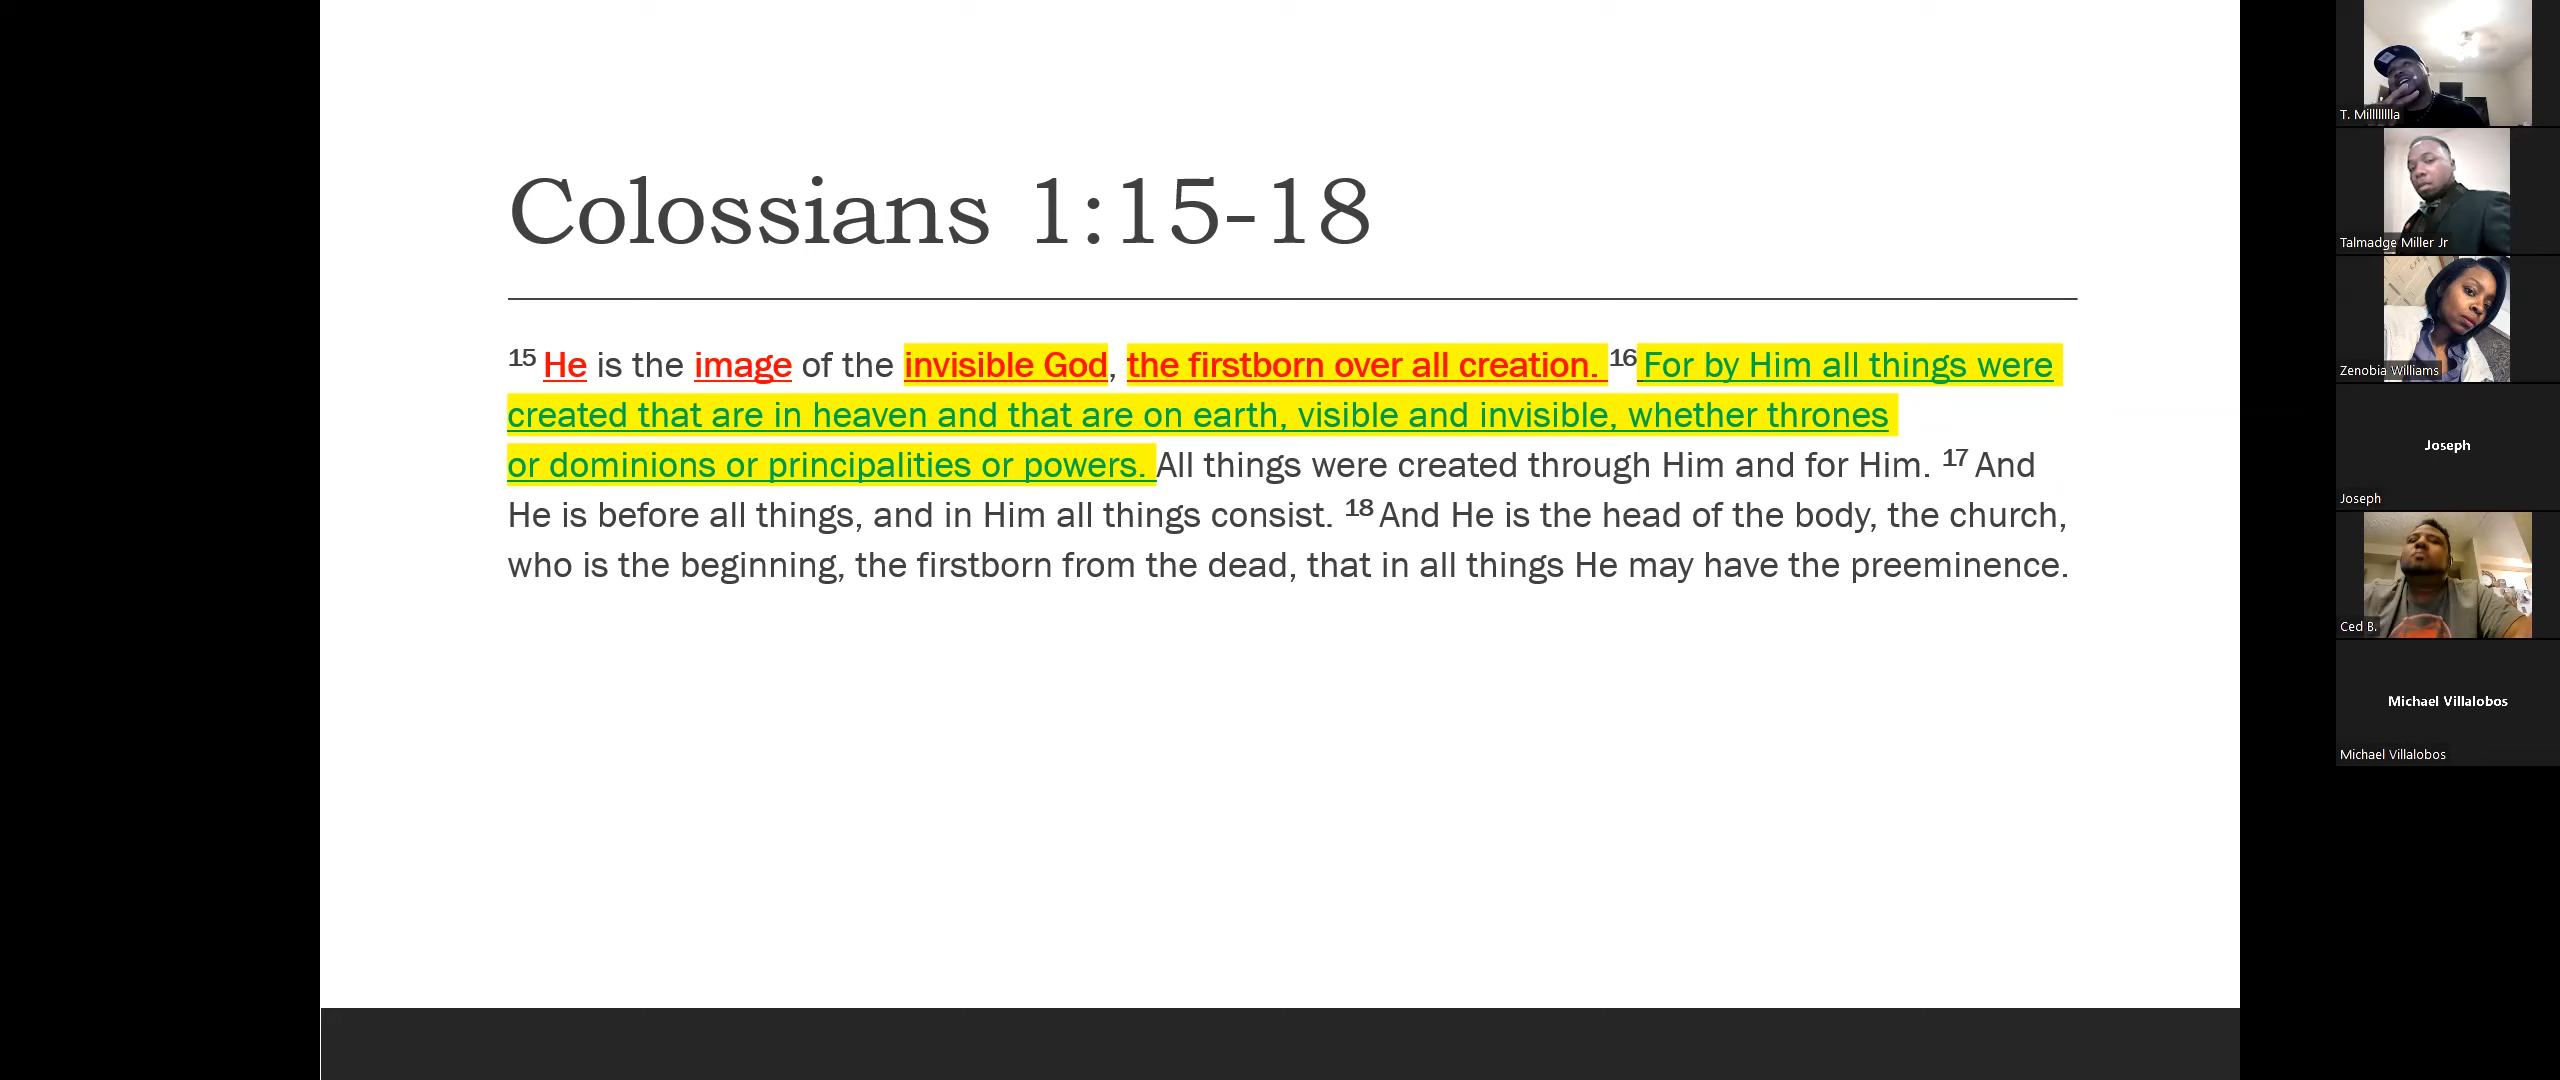 Colossians 1:15-18
15 He is the image of the invisible God, the firstborn over all creation. 16 For by Him all things were
created that are in heaven and that are on earth, visible and invisible, whether thrones
or dominions or principalities or powers. All things were created through Him and for Him. 17 And
He is before all things, and in Him all things consist. 18 And He is the head of the body, the church,
who is the beginning, the firstborn from the dead, that in all things He may have the preeminence.
Talmadge Miller Jr
Zenobia Williams
Joseph
Joseph
Ced B.
Michael Villalobos
Michael Villalobos